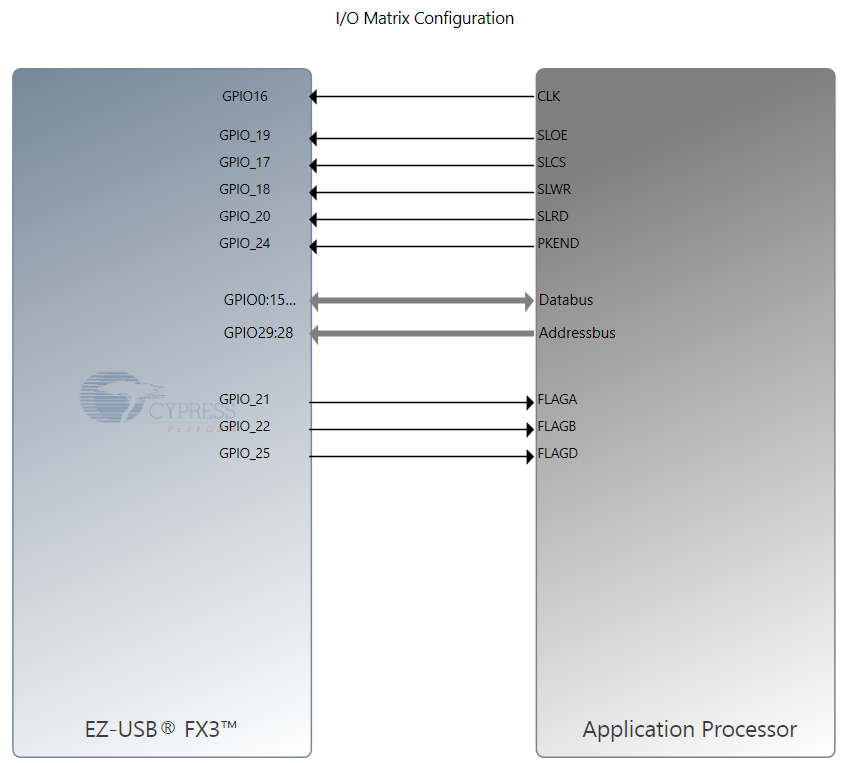 I/O Matrix Configuration
GPIO16 CLK
GPIO_19 SLOE
GPIO_17 SLCS
GPIO_18 SLWR
GPIO_20 SLRD
GPIO_24 PKEND
GPIO0:15... Databus
GPIO29:28 Addressbus
GPIO_21 FLAGA
CYPRESS
GPIO_22 FLAGB
GPIO_25 FLAGD
EZ-USB® FX3™ Application Processor